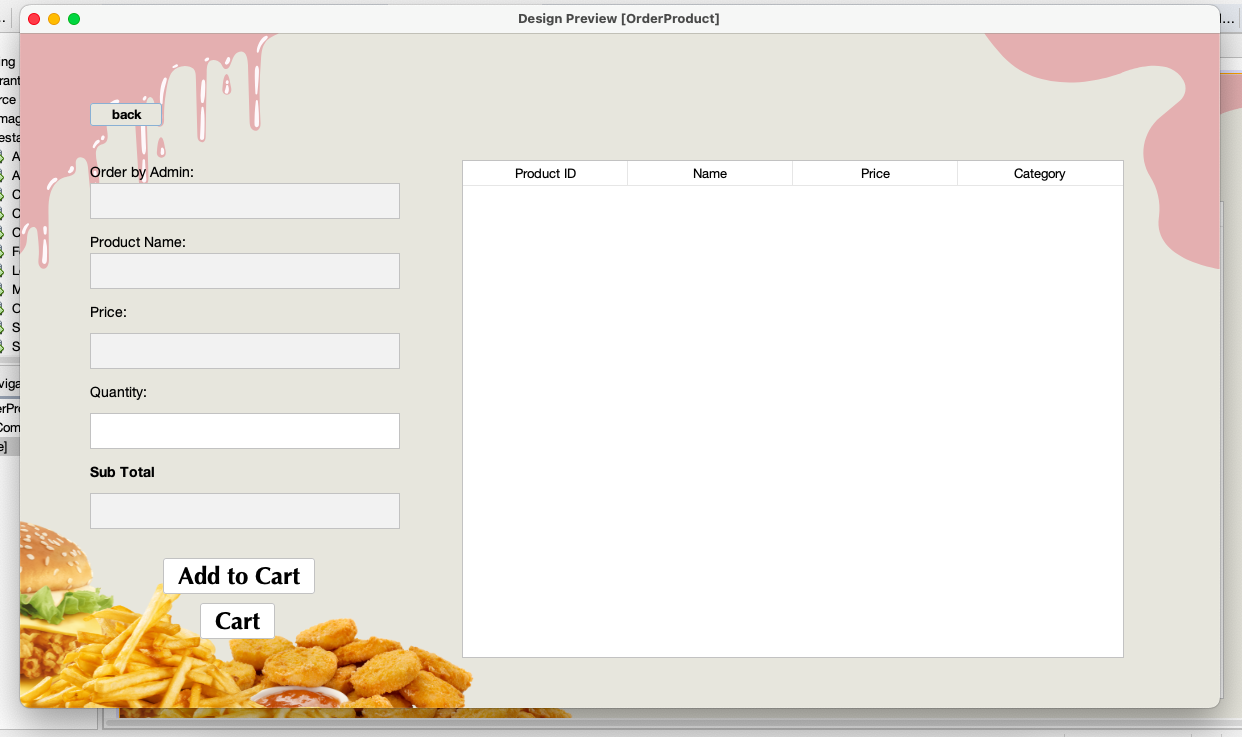 Design Preview [OrderProduct]
back
Order by Admin:
Product Name:
Price:
Quantity:
Sub Total
Add to Cart
Cart
Product ID Name Price Category